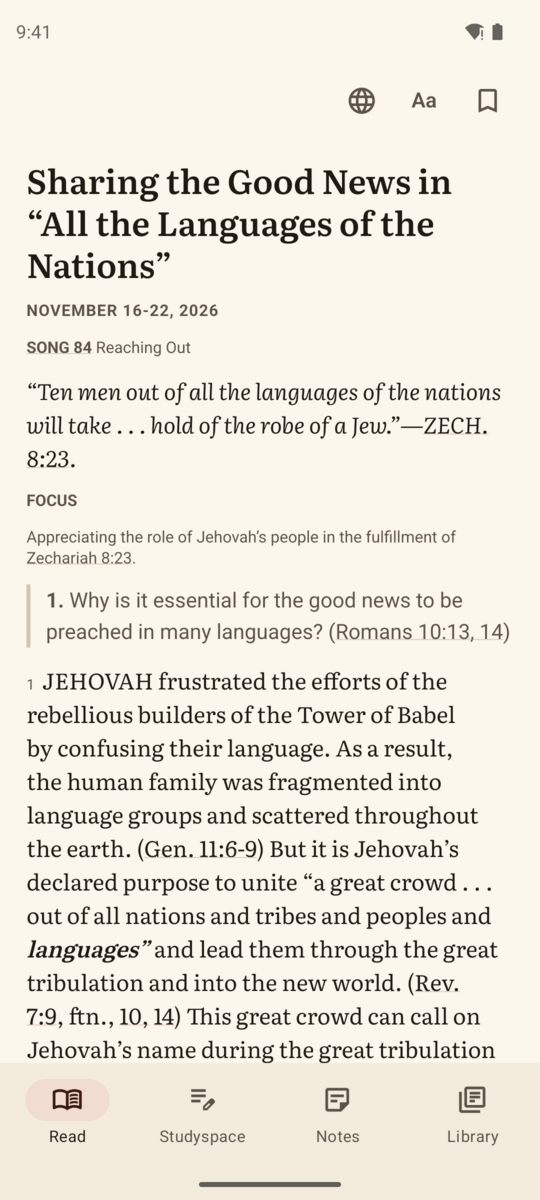 9:41
Aa
Sharing the Good News in
“All the Languages of the
Nations”
NOVEMBER 16-22, 2026
SONG 84 Reaching Out
“Ten men out of all the languages of the nations
will take . . . hold of the robe of a Jew.”—ZECH.
8:23.
FOCUS
Appreciating the role of Jehovah’s people in the fulfillment of
Zechariah 8:23.
1. Why is it essential for the good news to be
preached in many languages? (Romans 10:13, 14)
1 JEHOVAH frustrated the efforts of the
rebellious builders of the Tower of Babel
by confusing their language. As a result,
the human family was fragmented into
language groups and scattered throughout
the earth. (Gen. 11:6-9) But it is Jehovah’s
declared purpose to unite “a great crowd . . .
out of all nations and tribes and peoples and
languages” and lead them through the great
tribulation and into the new world. (Rev.
7:9, ftn., 10, 14) This great crowd can call on
Jehovah’s name during the great tribulation
Read
Studyspace
Notes
Library